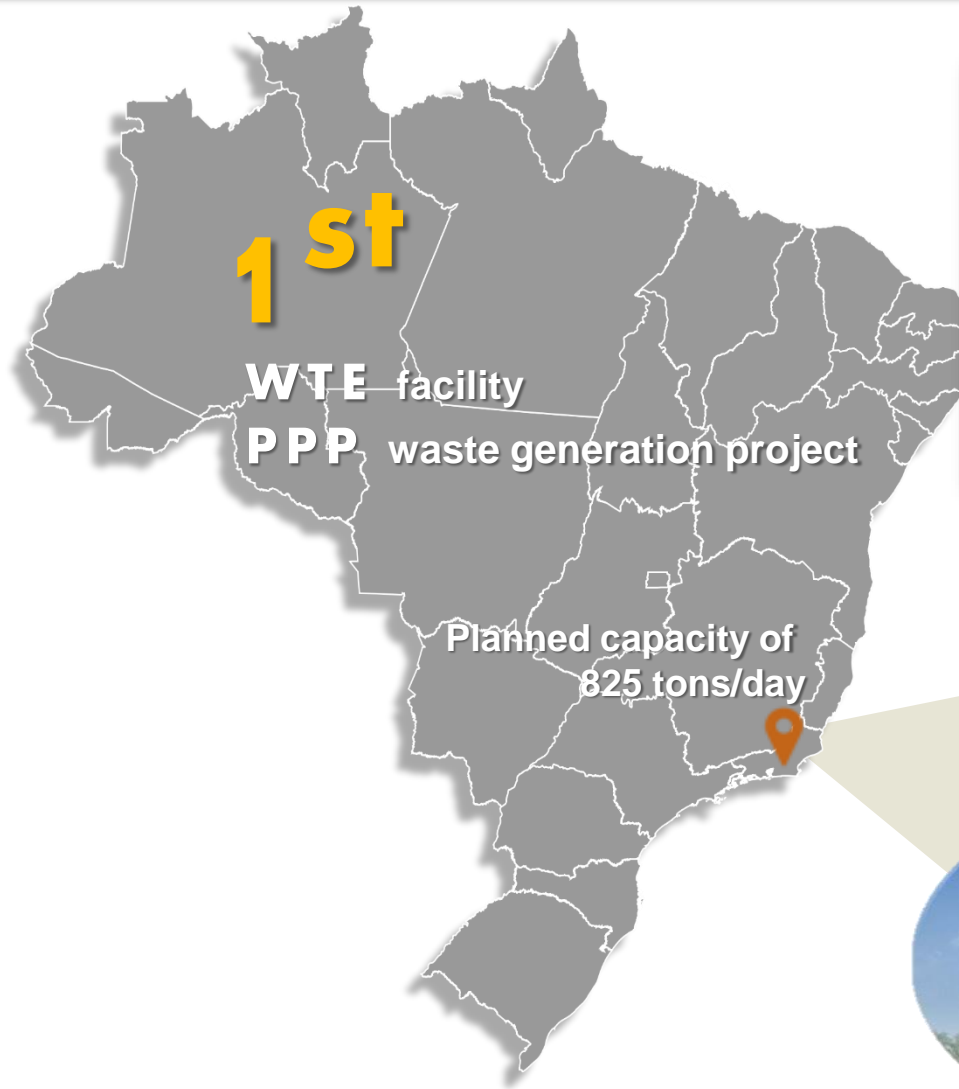 1st
WTE facility
PPP waste generation project
Planned capacity of
825 tons/day